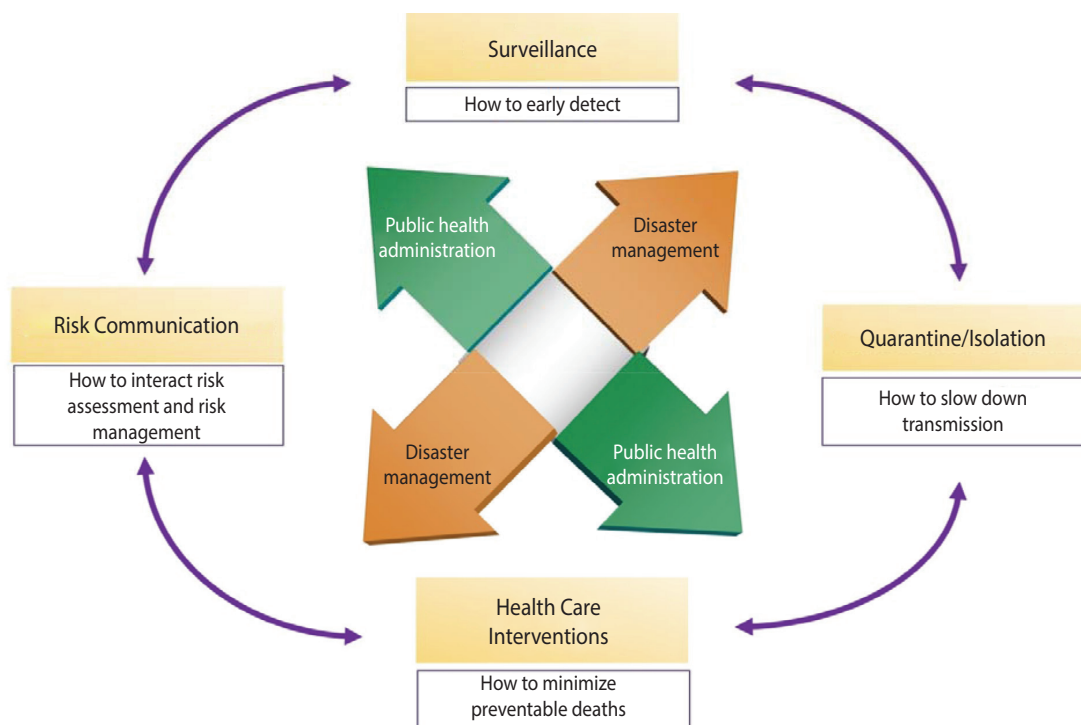 Surveillance
How to early detect
Public health
administration
Disaster
management
Risk Communication
How to interact risk
assessment and risk
management
Quarantine/Isolation
How to slow down
transmission
Disaster
management
Public health
administration
Health Care
Interventions
How to minimize
preventable deaths